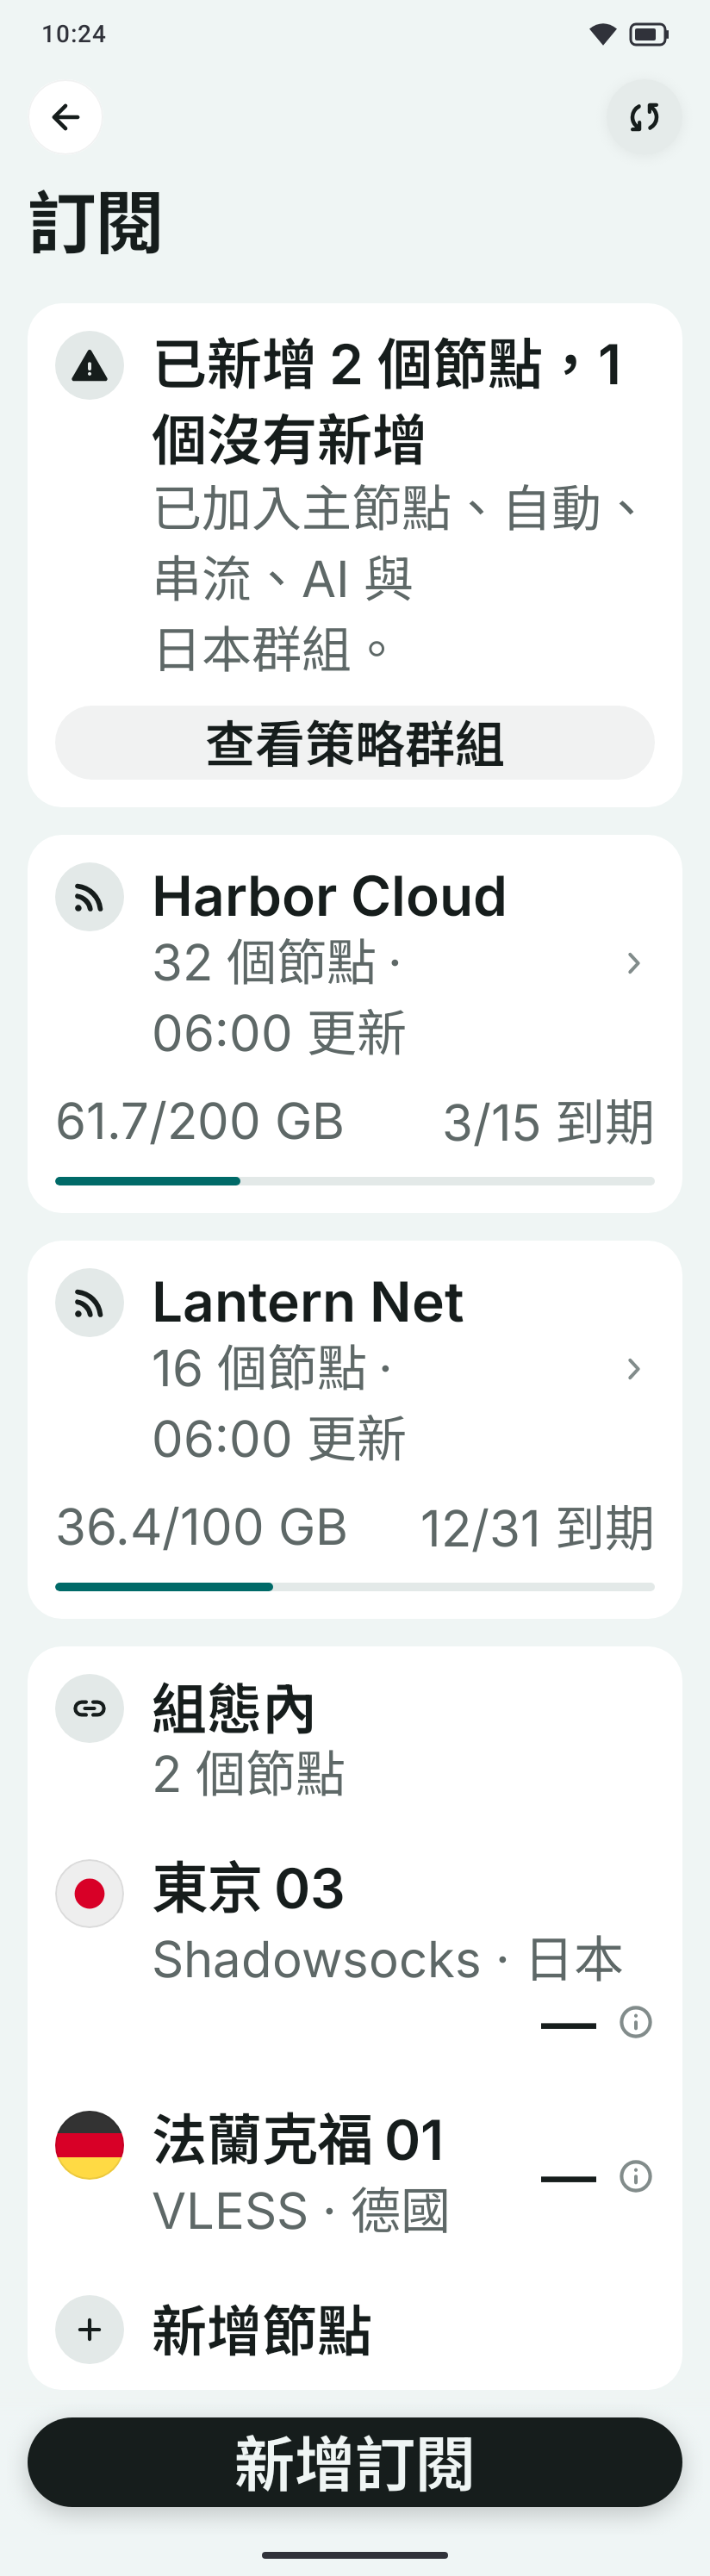 10:24
訂閱
已新增 2 個節點，1
個沒有新增
已加入主節點、自動、
串流、AI 與
日本群組。
查看策略群組
Harbor Cloud
32 個節點 ·
06:00 更新
61.7/200 GB
3/15 到期
Lantern Net
16 個節點 ·
06:00 更新
36.4/100 GB
12/31 到期
組態內
2 個節點
東京 03
Shadowsocks · 日本
—
法蘭克福 01
VLESS · 德國
—
新增節點
新增訂閱